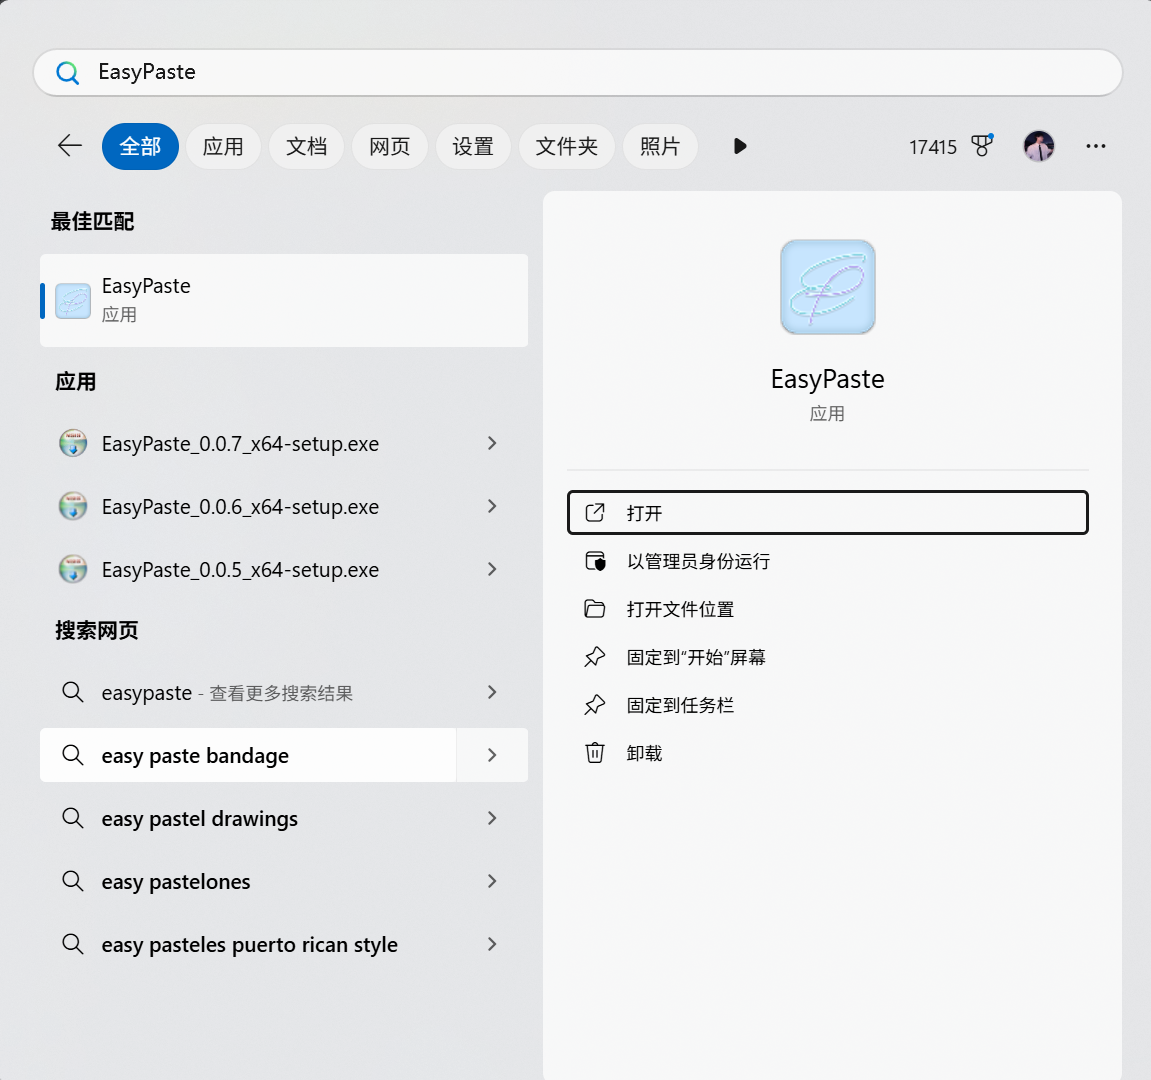 EasyPaste
全部 应用 文档 网页 设置 文件夹 照片 17415
最佳匹配
EasyPaste
应用
应用
EasyPaste_0.0.7_x64-setup.exe
EasyPaste_0.0.6_x64-setup.exe
EasyPaste_0.0.5_x64-setup.exe
搜索网页
easypaste - 查看更多搜索结果
easy paste bandage
easy pastel drawings
easy pastelones
easy pasteles puerto rican style
EasyPaste
应用
打开
以管理员身份运行
打开文件位置
固定到“开始”屏幕
固定到任务栏
卸载